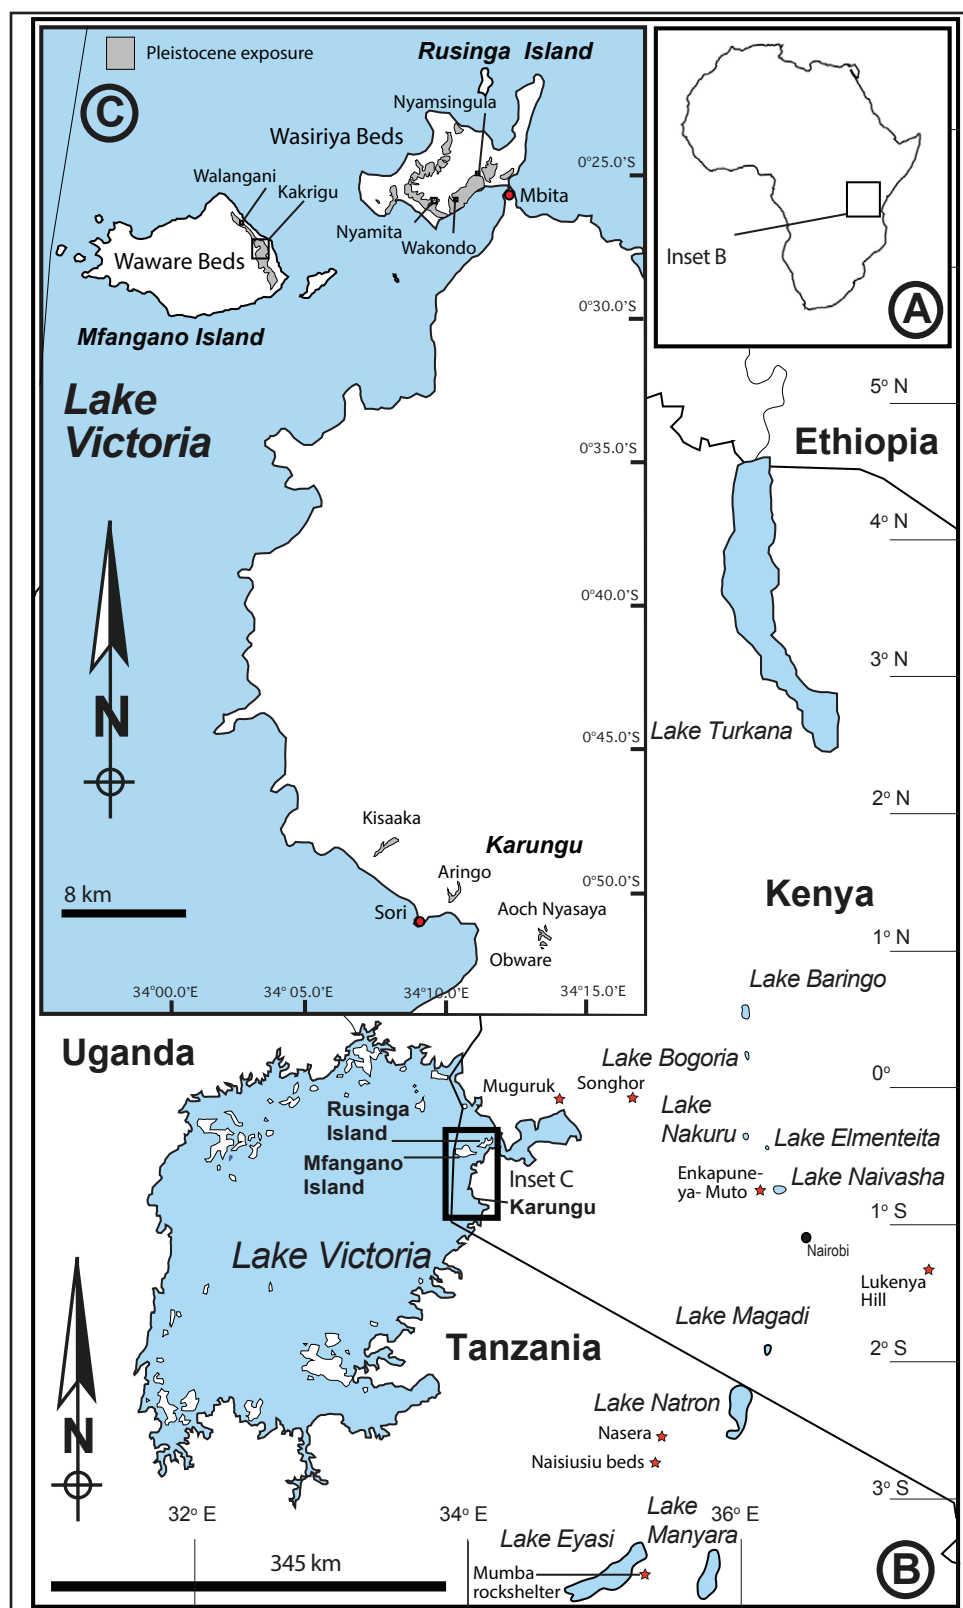 Pleistocene exposure
C
Rusinga Island
Nyamsingula
Wasiriya Beds
0°25.0'S
Walangani
Kakrigu
Mbita
Nyamita
Wakondo
Waware Beds
0°30.0'S
Mfangano Island
Lake
Victoria
0°35.0'S
N
0°40.0'S
0°45.0'S
Kisaaka
Karungu
Aringo
8 km
0°50.0'S
Sori
Aoch Nyasaya
Obware
34°00.0'E
34°05.0'E
34°10.0'E
34°15.0'E
Inset B
A
5° N
Ethiopia
4° N
3° N
Lake Turkana
2° N
Kenya
1° N
Lake Baringo
Uganda
Lake Bogoria
0°
Muguruk
Songhor
Rusinga
Island
Lake
Nakuru
Lake Elmenteita
Mfangano
Island
Inset C
Enkapune-
ya- Muto
Lake Naivasha
Karungu
1° S
Lake Victoria
Nairobi
Lukenya
Hill
Lake Magadi
Tanzania
2° S
Lake Natron
N
Nasera
Naisiusiu beds
3° S
32° E
34° E
36° E
Lake
Manyara
Lake Eyasi
345 km
Mumba
rockshelter
B